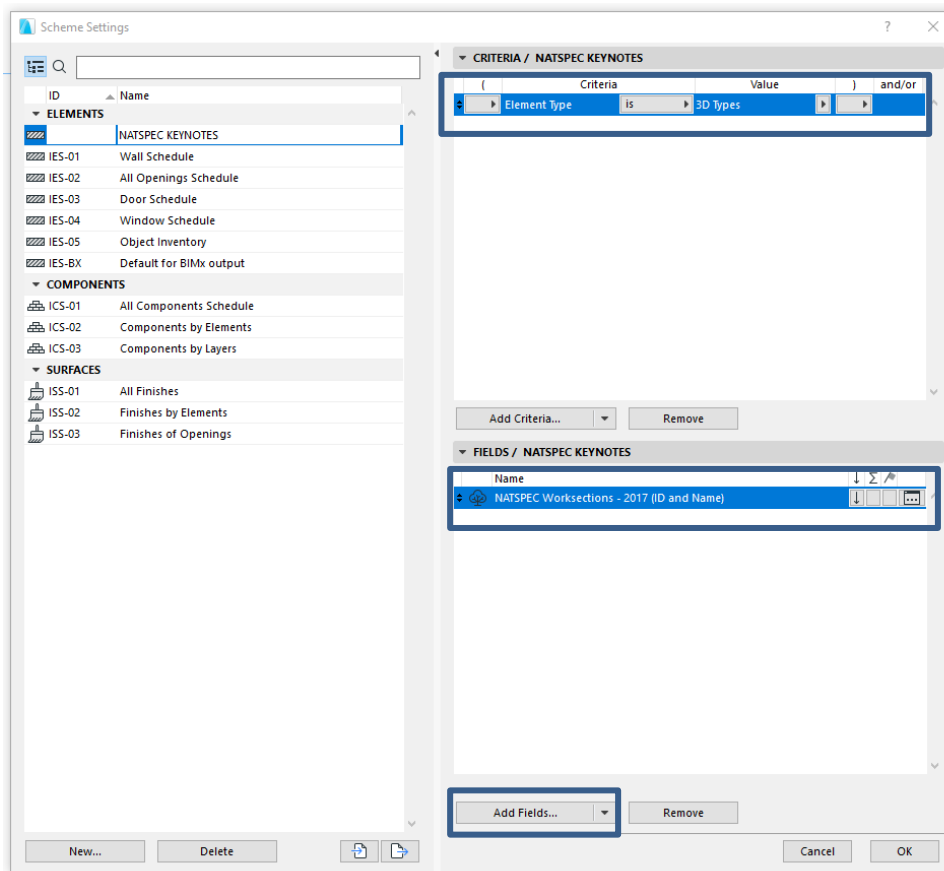 Scheme Settings
?
ID Name
ELEMENTS
NATSPEC KEYNOTES
IES-01 Wall Schedule
IES-02 All Openings Schedule
IES-03 Door Schedule
IES-04 Window Schedule
IES-05 Object Inventory
IES-BX Default for BIMx output
COMPONENTS
ICS-01 All Components Schedule
ICS-02 Components by Elements
ICS-03 Components by Layers
SURFACES
ISS-01 All Finishes
ISS-02 Finishes by Elements
ISS-03 Finishes of Openings
New... Delete
CRITERIA / NATSPEC KEYNOTES
( Criteria Value ) and/or
Element Type is 3D Types
Add Criteria... Remove
FIELDS / NATSPEC KEYNOTES
Name ↓ Σ
NATSPEC Worksections - 2017 (ID and Name) ↓
Add Fields... Remove
Cancel OK